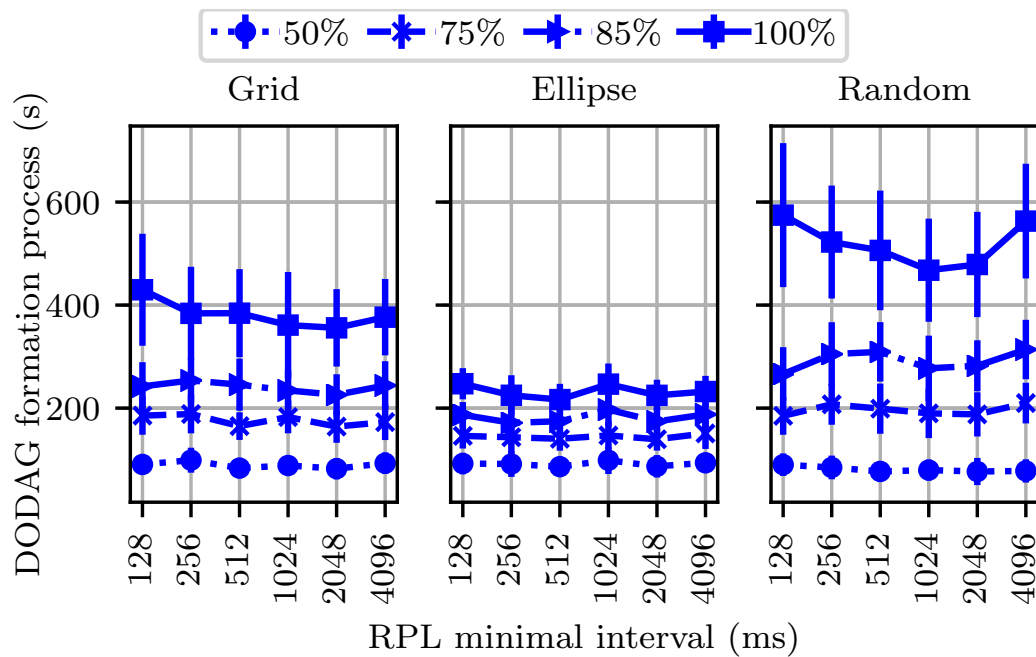 50% 75% 85% 100%
Grid Ellipse Random
DODAG formation process (s)
600
400
200
128 256 512 1024 2048 4096 128 256 512 1024 2048 4096 128 256 512 1024 2048 4096
RPL minimal interval (ms)